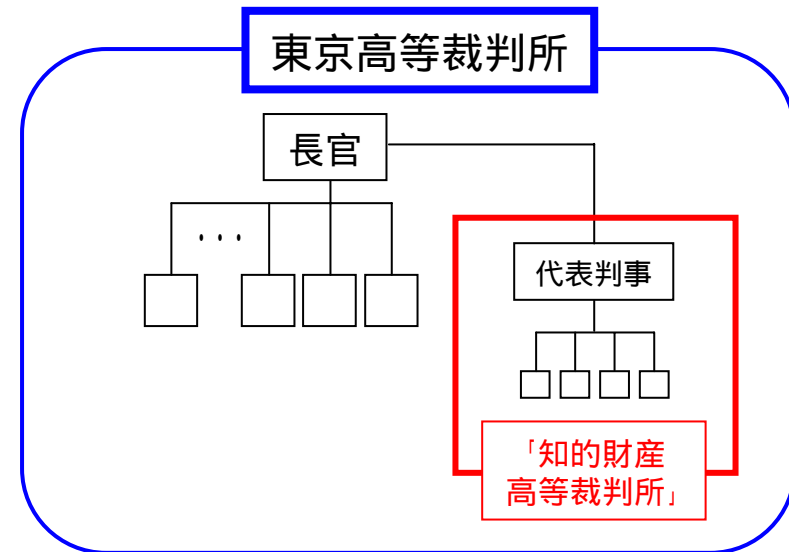 東京高等裁判所
長官
・・・
代表判事
「知的財産
高等裁判所」